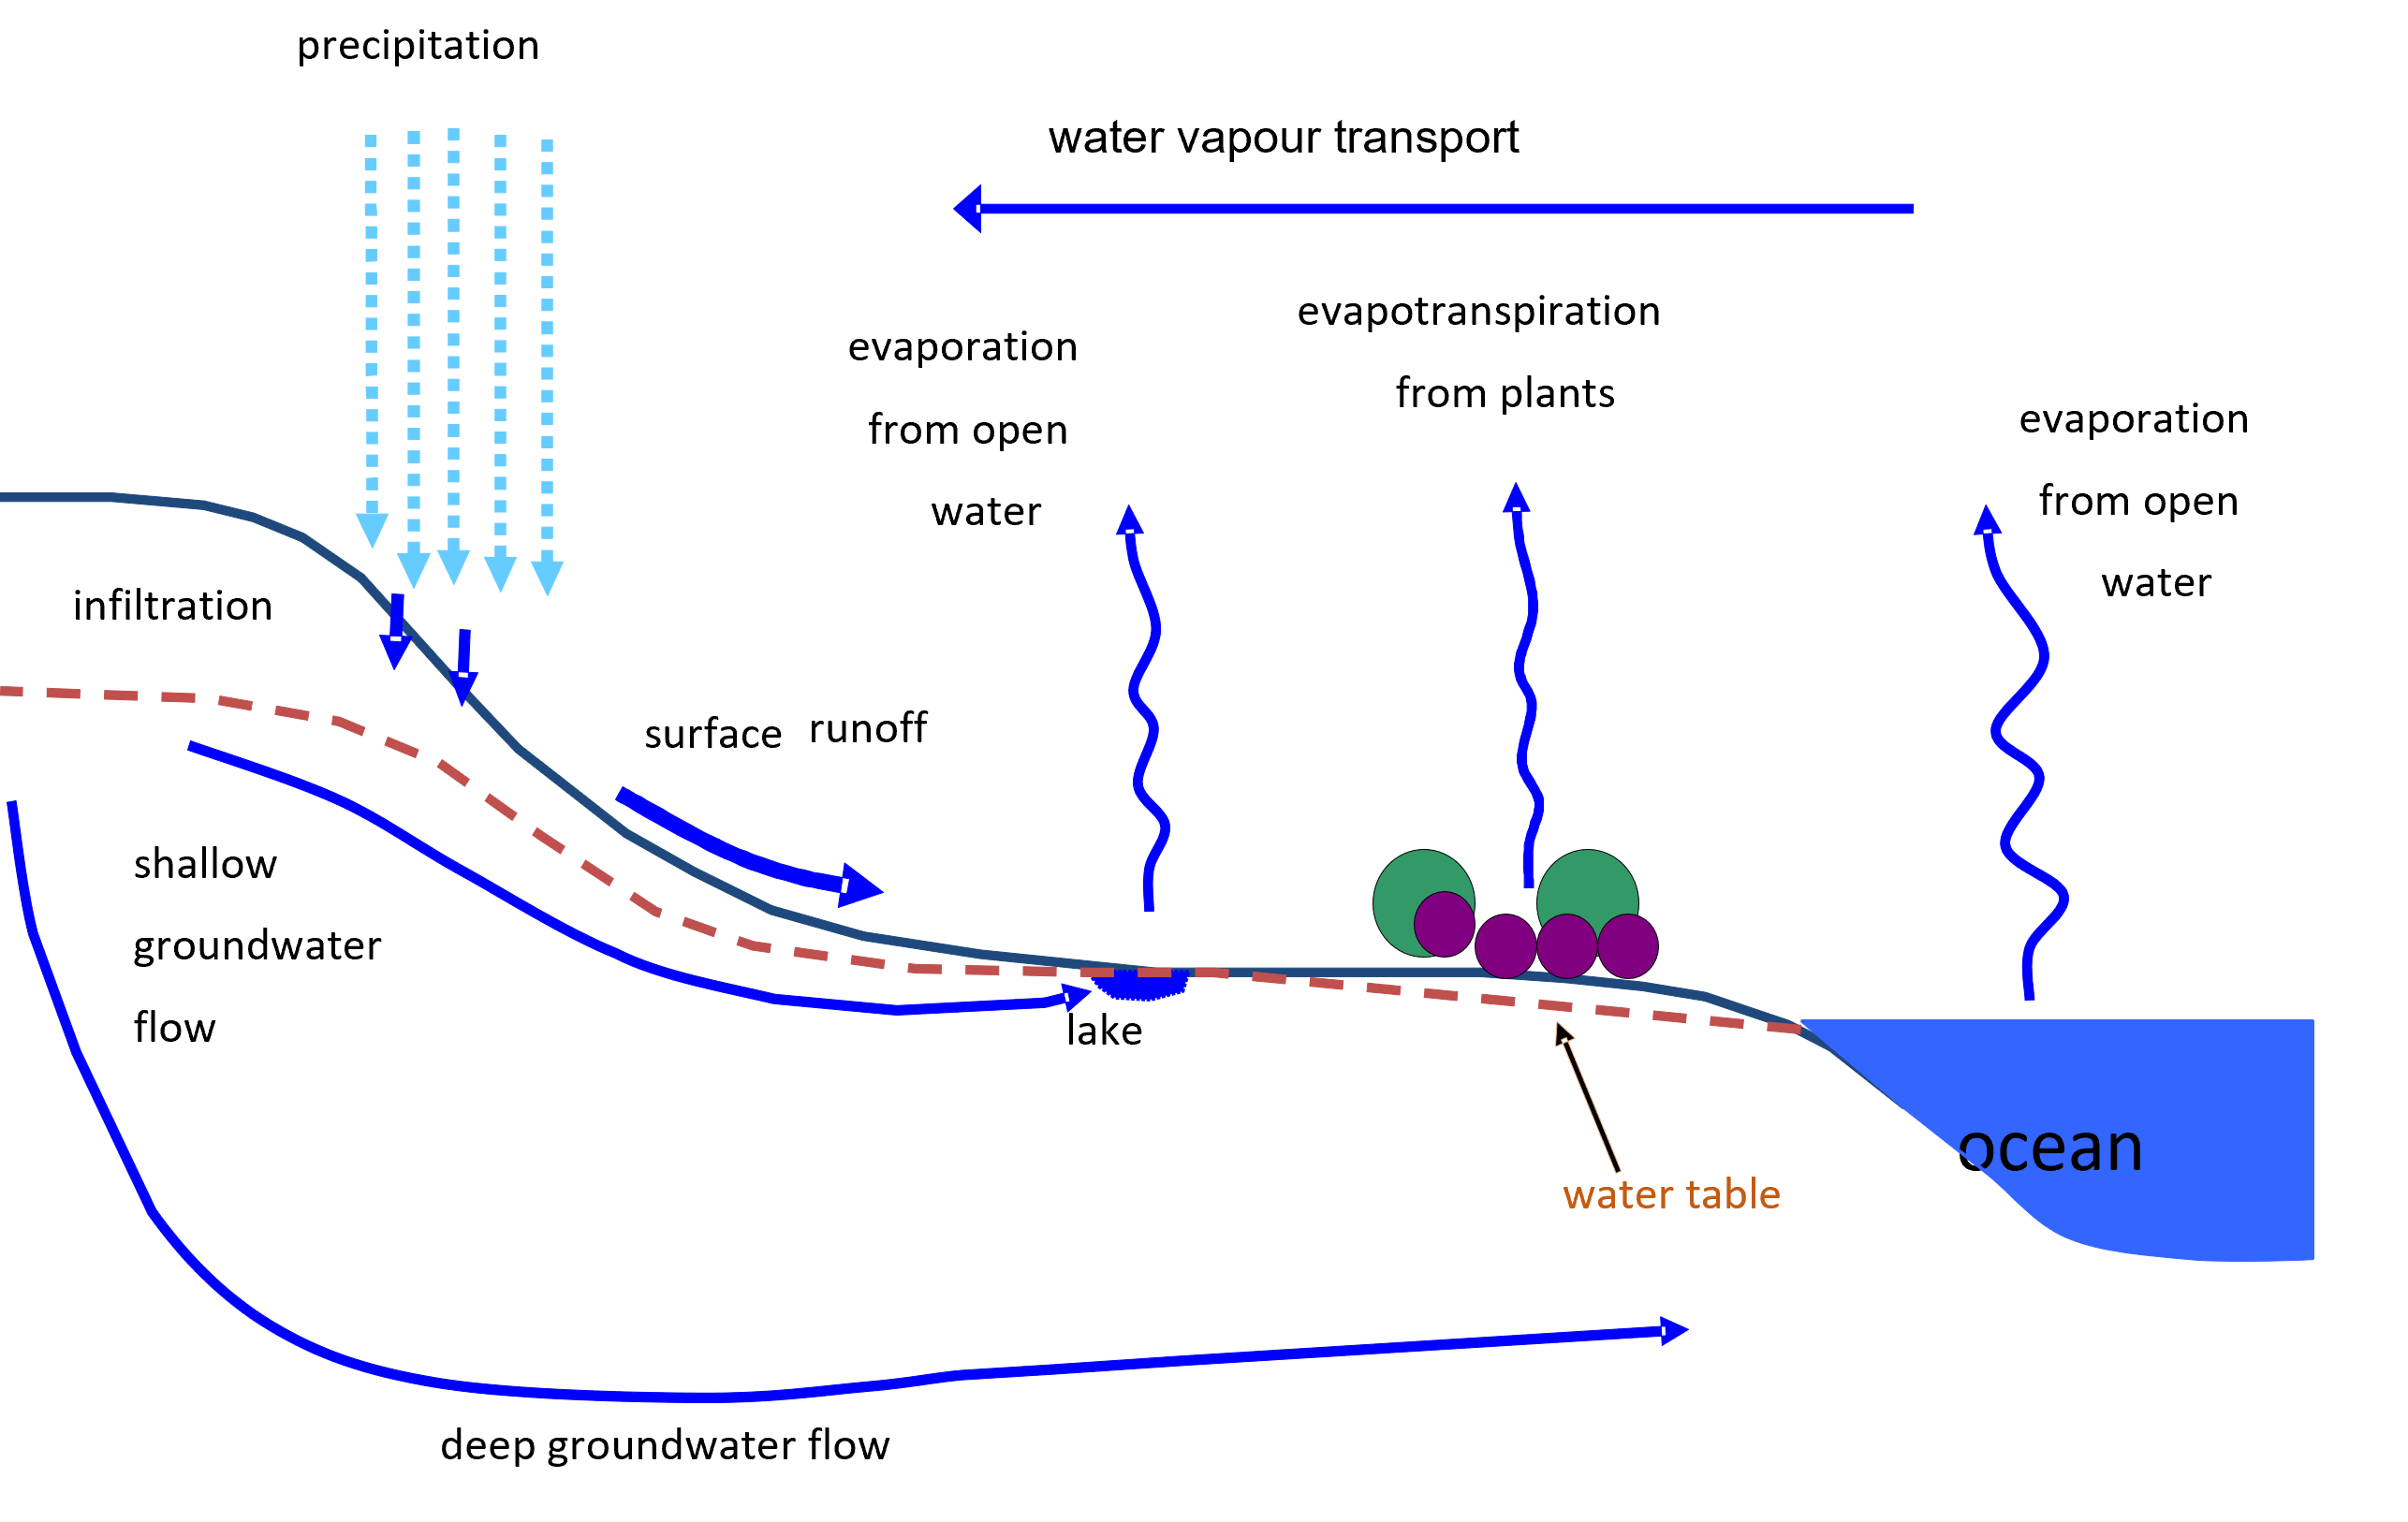 precipitation
water vapour transport
evapotranspiration
from plants
evaporation
from open
water
evaporation
from open
water
infiltration
surface runoff
shallow
groundwater
flow
lake
ocean
water table
deep groundwater flow